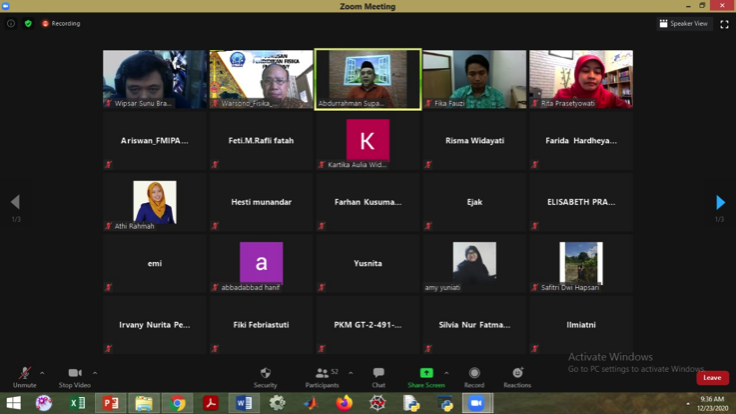 Zoom Meeting
Recording
Speaker View
Wipsar Sunu Bra...
Warsono_Fisika_...
Abdurrahman Supa...
Fika Fauzi
Rita Prasetyowati
Ariswan_FMIPA...
Feti.M.Rafli fatah
K
Kartika Aulia Wid...
Risma Widayati
Farida Hardheya...
1/3
Athi Rahmah
Hesti munandar
Farhan Kusuma...
Ejak
ELISABETH PRA...
1/3
emi
a
abbadabbad hanif
Yusnita
amy yuniati
Safitri Dwi Hapsari
Irvany Nurita Pe...
Fiki Febriastuti
PKM GT-2-491-...
Silvia Nur Fatma...
Ilmiatni
Activate Windows
Go to PC settings to activate Windows.
Unmute
Stop Video
Security
Participants
52
Chat
Share Screen
Record
Reactions
Leave
9:36 AM
12/23/2020